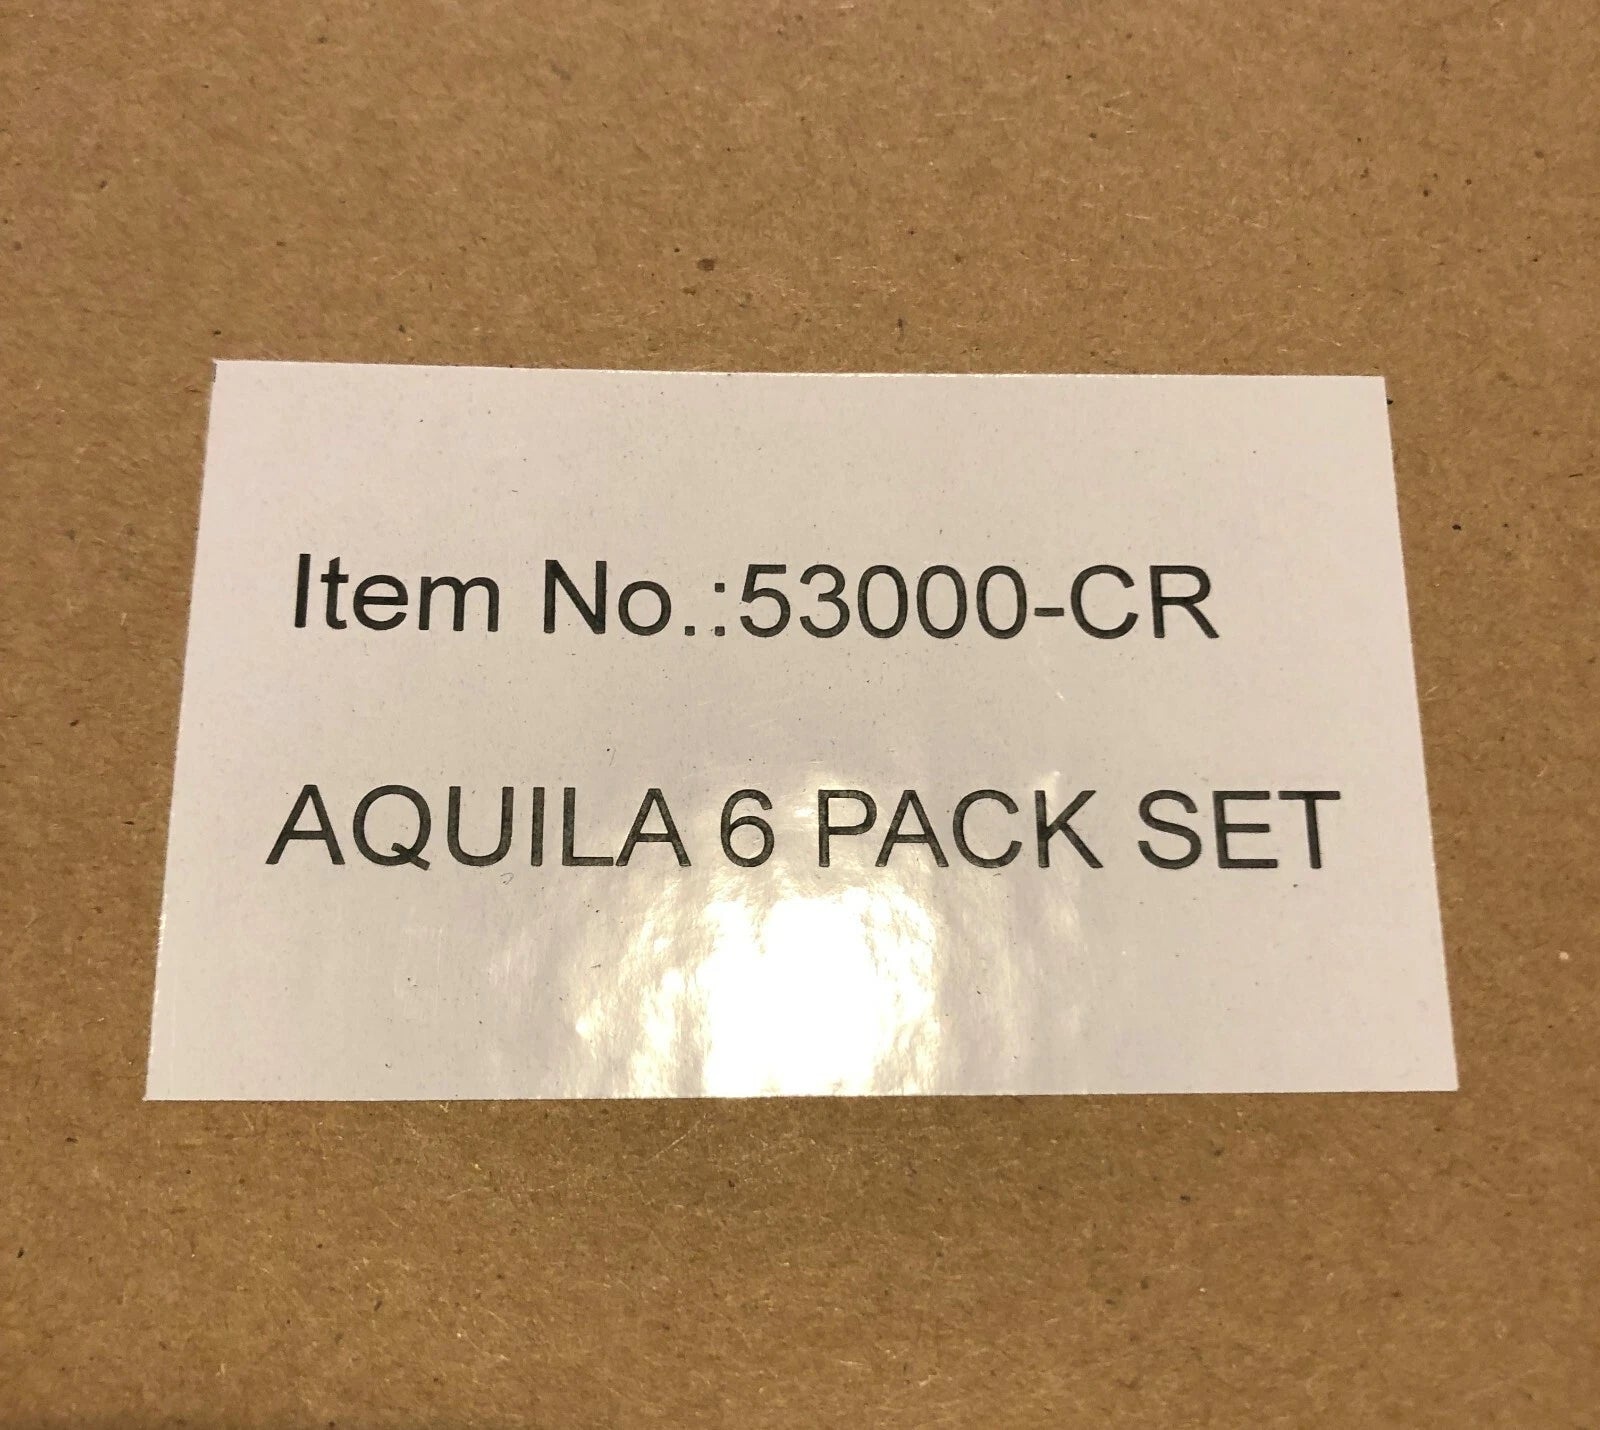 Item No.:53000-CR
AQUILA 6 PACK SET